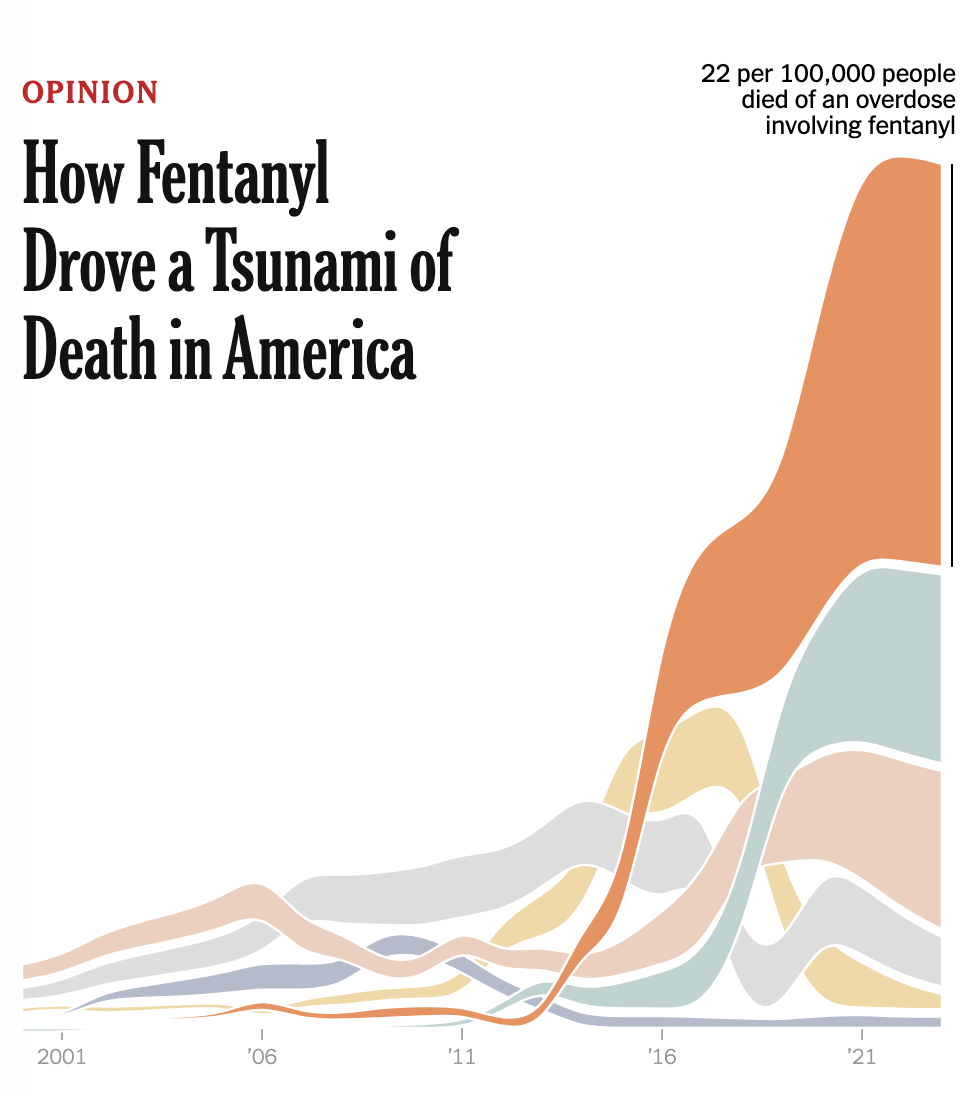 OPINION
How Fentanyl
Drove a Tsunami of
Death in America
22 per 100,000 people
died of an overdose
involving fentanyl
2001 ’06 ’11 ’16 ’21